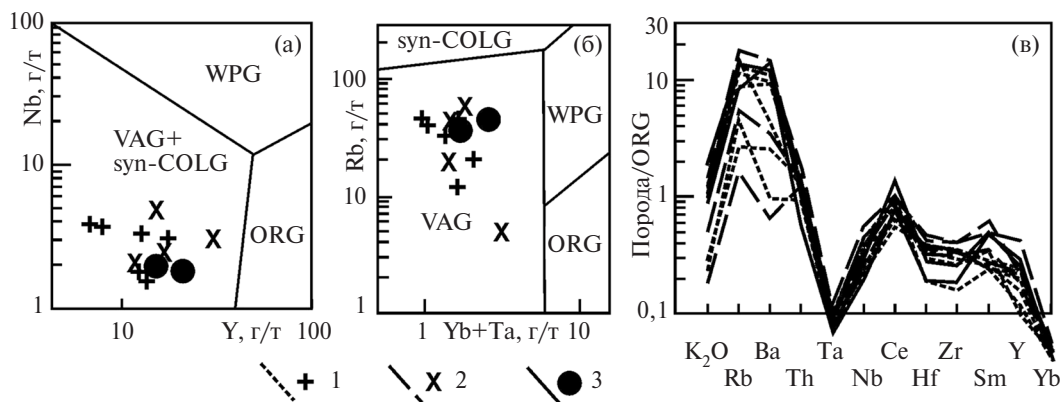 (а)
100
10
1
Nb, г/т
WPG
VAG+
syn-COLG
ORG
10
Y, г/т
100
(б)
syn-COLG
100
10
1
Rb, г/т
WPG
VAG
ORG
1
Yb+Ta, г/т
10
(в)
30
10
1
0,1
Порода/ORG
K₂O
Ba
Ta
Ce
Zr
Y
Rb
Th
Nb
Hf
Sm
Yb
1
2
3